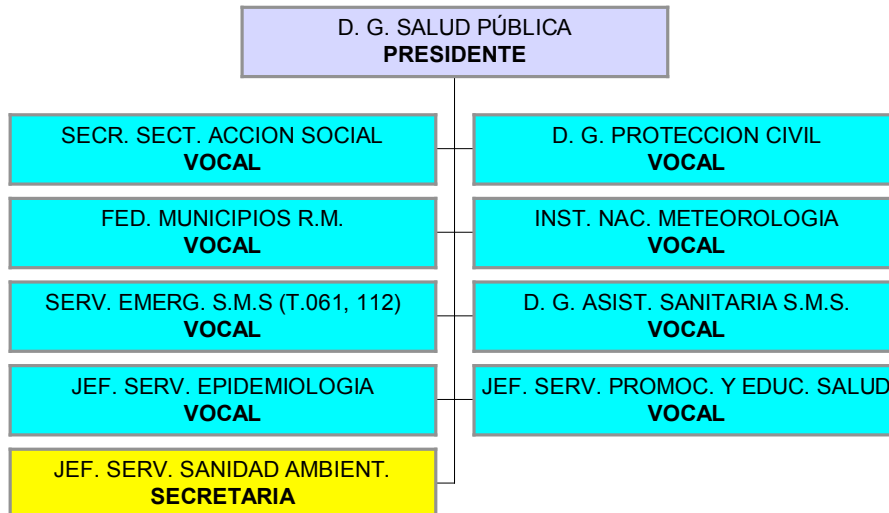 D. G. SALUD PÚBLICA
PRESIDENTE
SECR. SECT. ACCION SOCIAL
VOCAL
D. G. PROTECCION CIVIL
VOCAL
FED. MUNICIPIOS R.M.
VOCAL
INST. NAC. METEOROLOGIA
VOCAL
SERV. EMERG. S.M.S (T.061, 112)
VOCAL
D. G. ASIST. SANITARIA S.M.S.
VOCAL
JEF. SERV. EPIDEMIOLOGIA
VOCAL
JEF. SERV. PROMOC. Y EDUC. SALUD
VOCAL
JEF. SERV. SANIDAD AMBIENT.
SECRETARIA